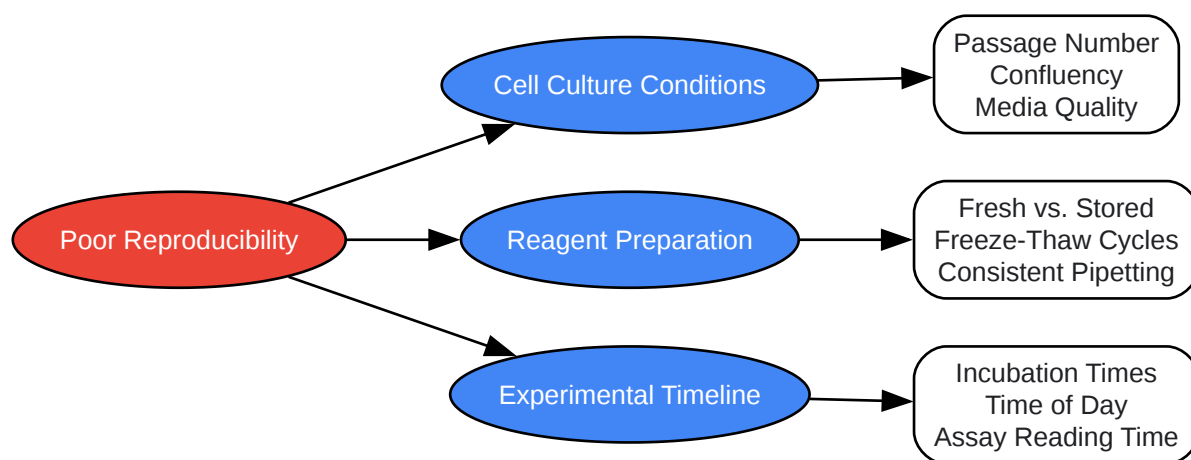 Poor Reproducibility
Cell Culture Conditions
Passage Number
Confluency
Media Quality
Reagent Preparation
Fresh vs. Stored
Freeze-Thaw Cycles
Consistent Pipetting
Experimental Timeline
Incubation Times
Time of Day
Assay Reading Time